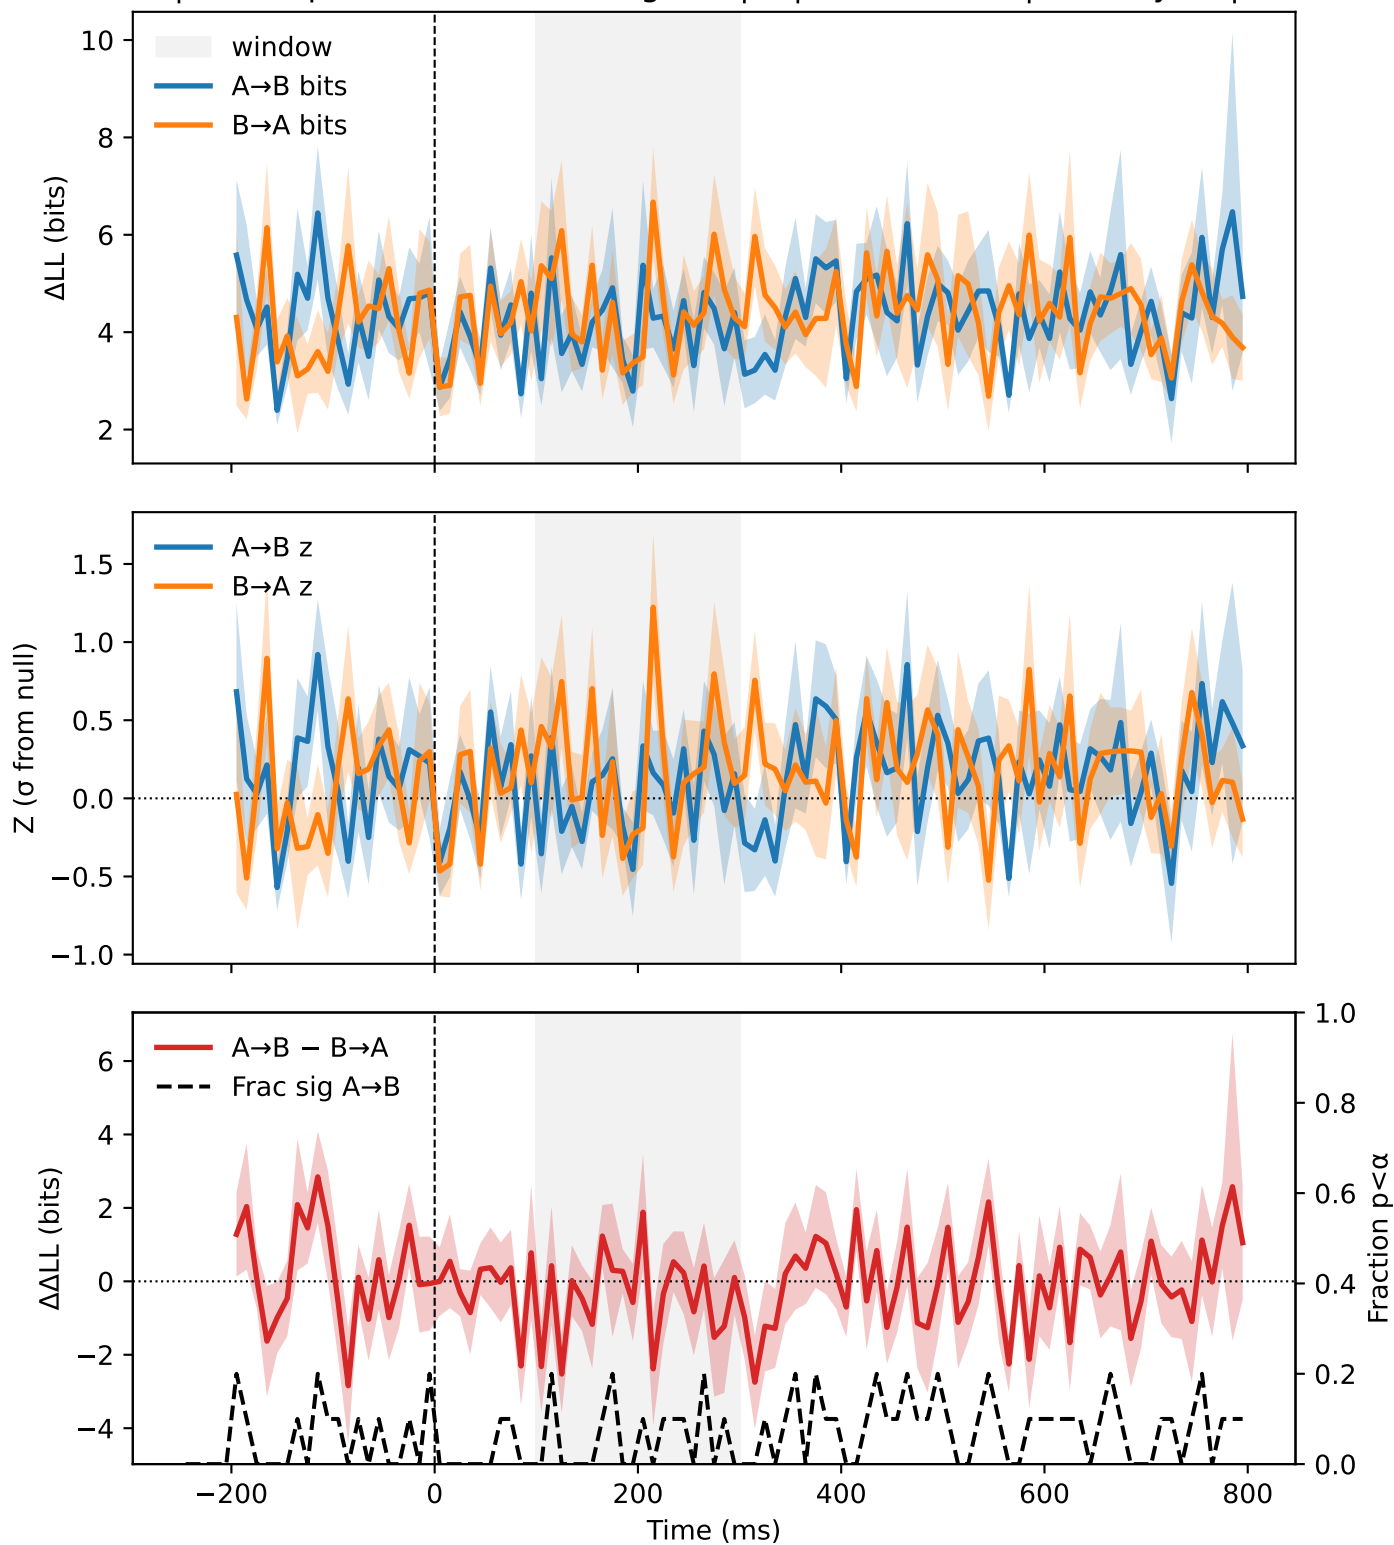 10
8
6
4
2
ΔLL (bits)
window
A→B bits
B→A bits
1.5
1.0
0.5
0.0
−0.5
−1.0
Z (σ from null)
A→B z
B→A z
6
4
2
0
−2
−4
ΔΔLL (bits)
A→B − B→A
Frac sig A→B
1.0
0.8
0.6
0.4
0.2
0.0
Fraction p<α
−200
0
200
400
600
800
Time (ms)